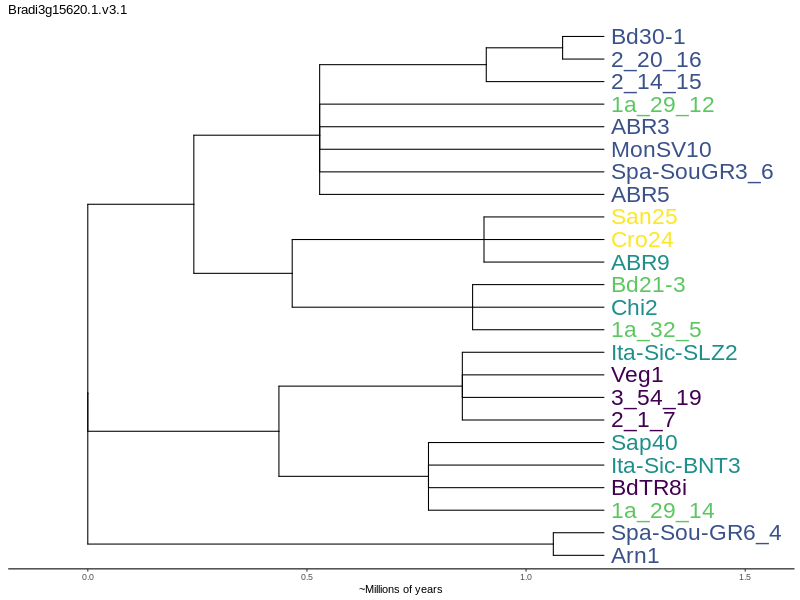 Bradi3g15620.1.v3.1
Bd30-1
2_20_16
2_14_15
1a_29_12
ABR3
MonSV10
Spa-SouGR3_6
ABR5
San25
Cro24
ABR9
Bd21-3
Chi2
1a_32_5
Ita-Sic-SLZ2
Veg1
3_54_19
2_1_7
Sap40
Ita-Sic-BNT3
BdTR8i
1a_29_14
Spa-Sou-GR6_4
Arn1
0.0 0.5 1.0 1.5
~Millions of years